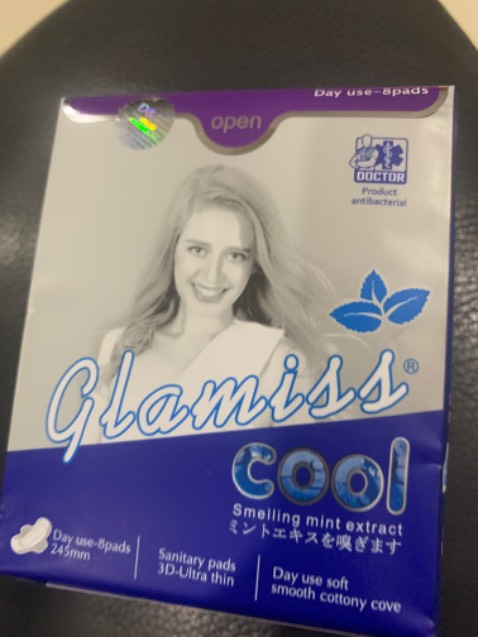 Day use-8pads
open
DOCTOR
Product
antibacterial
Glamiss®
cool
Smelling mint extract
ミントエキスを嗅ぎます
Day use-8pads
245mm
Sanitary pads
3D-Ultra thin
Day use soft
smooth cottony cove